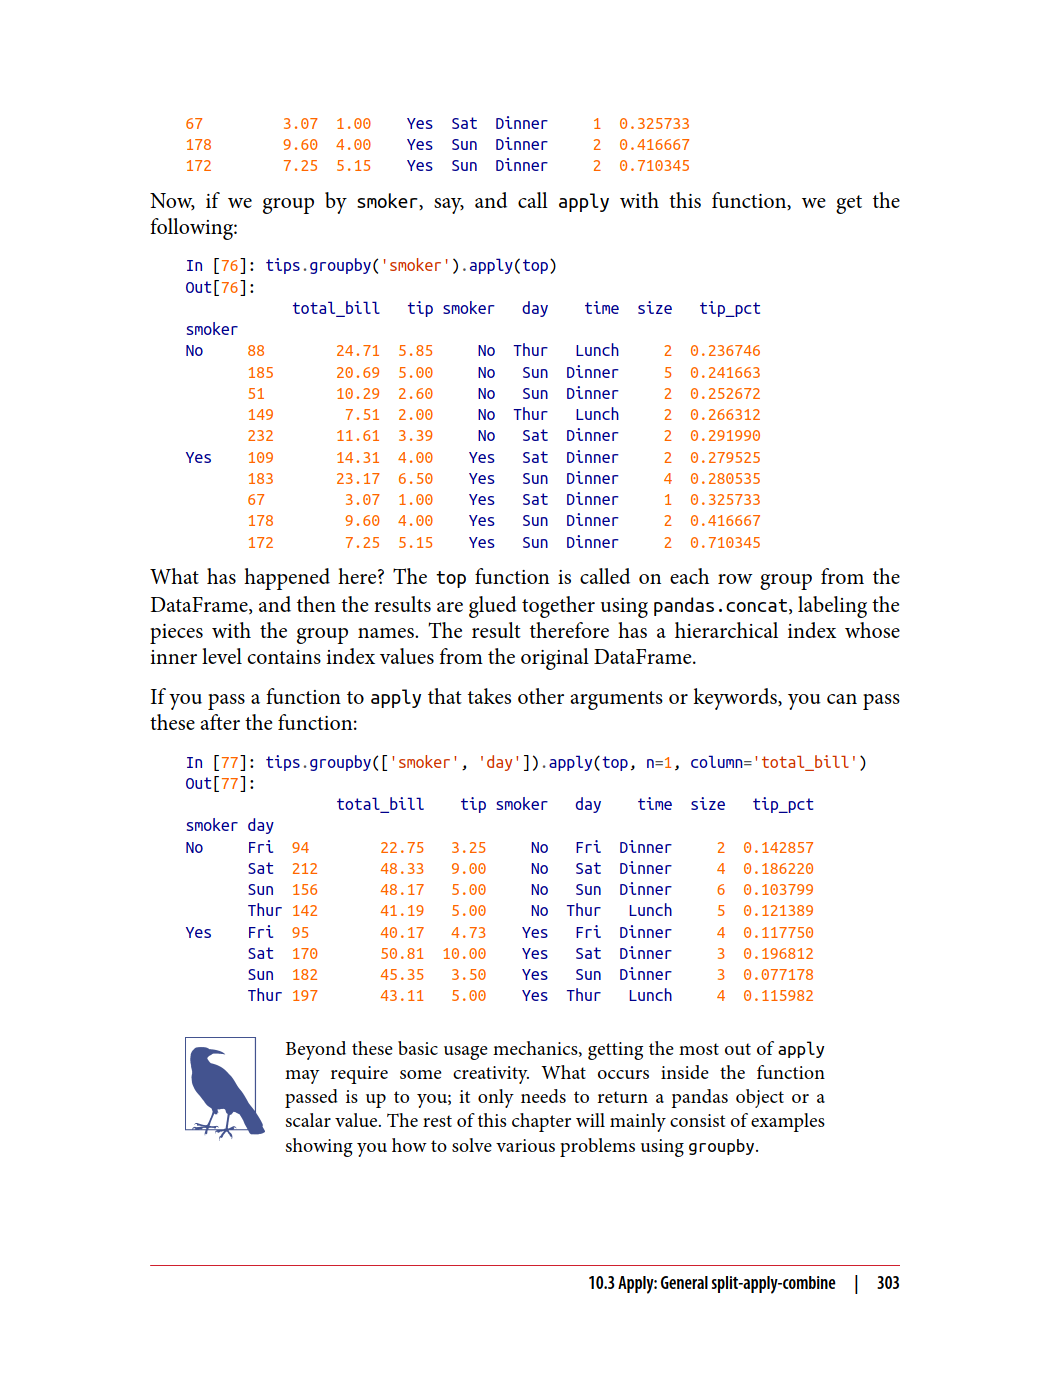 67         3.07  1.00    Yes  Sat  Dinner     1  0.325733
178        9.60  4.00    Yes  Sun  Dinner     2  0.416667
172        7.25  5.15    Yes  Sun  Dinner     2  0.710345
Now, if we group by smoker, say, and call apply with this function, we get the
following:
In [76]: tips.groupby('smoker').apply(top)
Out[76]:
            total_bill   tip smoker   day    time  size   tip_pct
smoker
No     88        24.71  5.85     No  Thur   Lunch     2  0.236746
       185       20.69  5.00     No   Sun  Dinner     5  0.241663
       51        10.29  2.60     No   Sun  Dinner     2  0.252672
       149        7.51  2.00     No  Thur   Lunch     2  0.266312
       232       11.61  3.39     No   Sat  Dinner     2  0.291990
Yes    109       14.31  4.00    Yes   Sat  Dinner     2  0.279525
       183       23.17  6.50    Yes   Sun  Dinner     4  0.280535
       67         3.07  1.00    Yes   Sat  Dinner     1  0.325733
       178        9.60  4.00    Yes   Sun  Dinner     2  0.416667
       172        7.25  5.15    Yes   Sun  Dinner     2  0.710345
What has happened here? The top function is called on each row group from the
DataFrame, and then the results are glued together using pandas.concat, labeling the
pieces with the group names. The result therefore has a hierarchical index whose
inner level contains index values from the original DataFrame.
If you pass a function to apply that takes other arguments or keywords, you can pass
these after the function:
In [77]: tips.groupby(['smoker', 'day']).apply(top, n=1, column='total_bill')
Out[77]:
                 total_bill    tip smoker   day    time  size   tip_pct
smoker day
No     Fri  94        22.75   3.25     No   Fri  Dinner     2  0.142857
       Sat  212       48.33   9.00     No   Sat  Dinner     4  0.186220
       Sun  156       48.17   5.00     No   Sun  Dinner     6  0.103799
       Thur 142       41.19   5.00     No  Thur   Lunch     5  0.121389
Yes    Fri  95        40.17   4.73    Yes   Fri  Dinner     4  0.117750
       Sat  170       50.81  10.00    Yes   Sat  Dinner     3  0.196812
       Sun  182       45.35   3.50    Yes   Sun  Dinner     3  0.077178
       Thur 197       43.11   5.00    Yes  Thur   Lunch     4  0.115982
Beyond these basic usage mechanics, getting the most out of apply
may require some creativity. What occurs inside the function
passed is up to you; it only needs to return a pandas object or a
scalar value. The rest of this chapter will mainly consist of examples
showing you how to solve various problems using groupby.
10.3 Apply: General split-apply-combine | 303